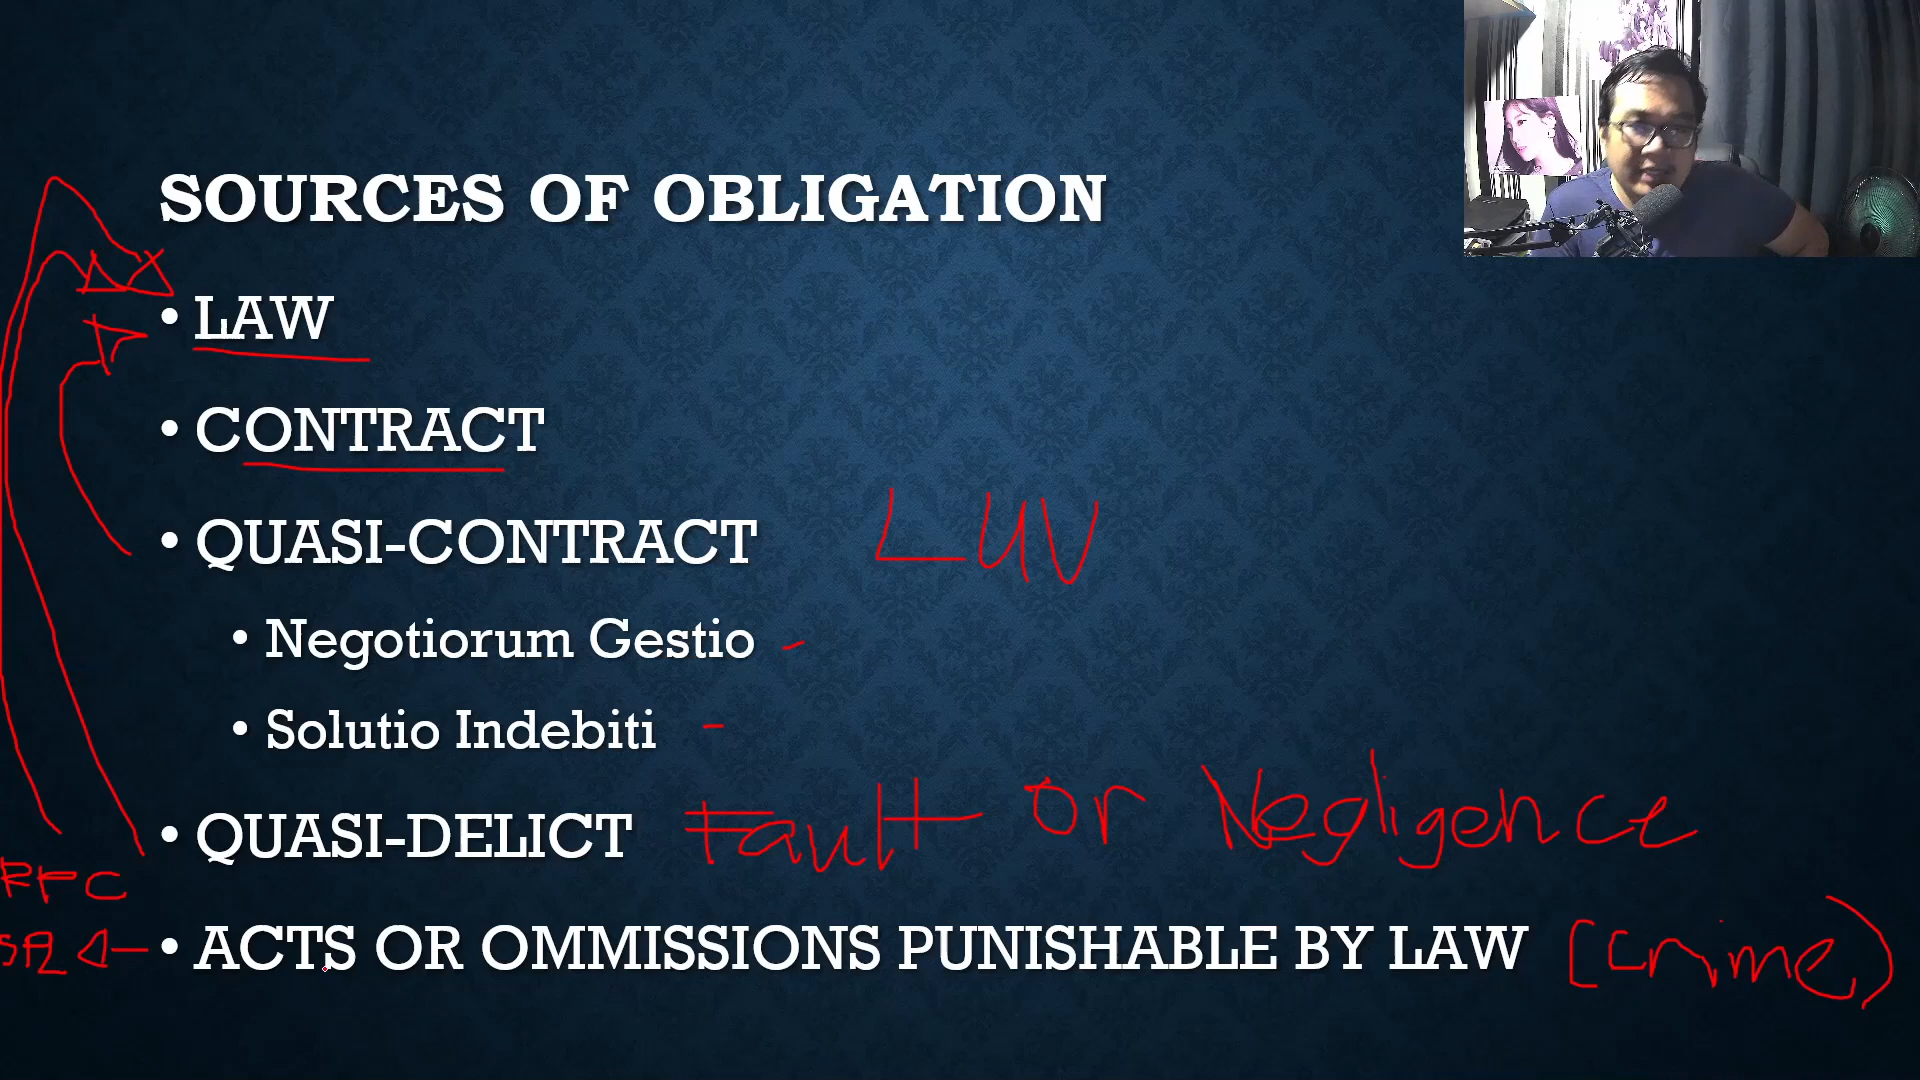 SOURCES OF OBLIGATION
• LAW
• CONTRACT
• QUASI-CONTRACT LUV
• Negotiorum Gestio -
• Solutio Indebiti -
• QUASI-DELICT Fault or Negligence
RPC
SPL • ACTS OR OMMISSIONS PUNISHABLE BY LAW (Crime)